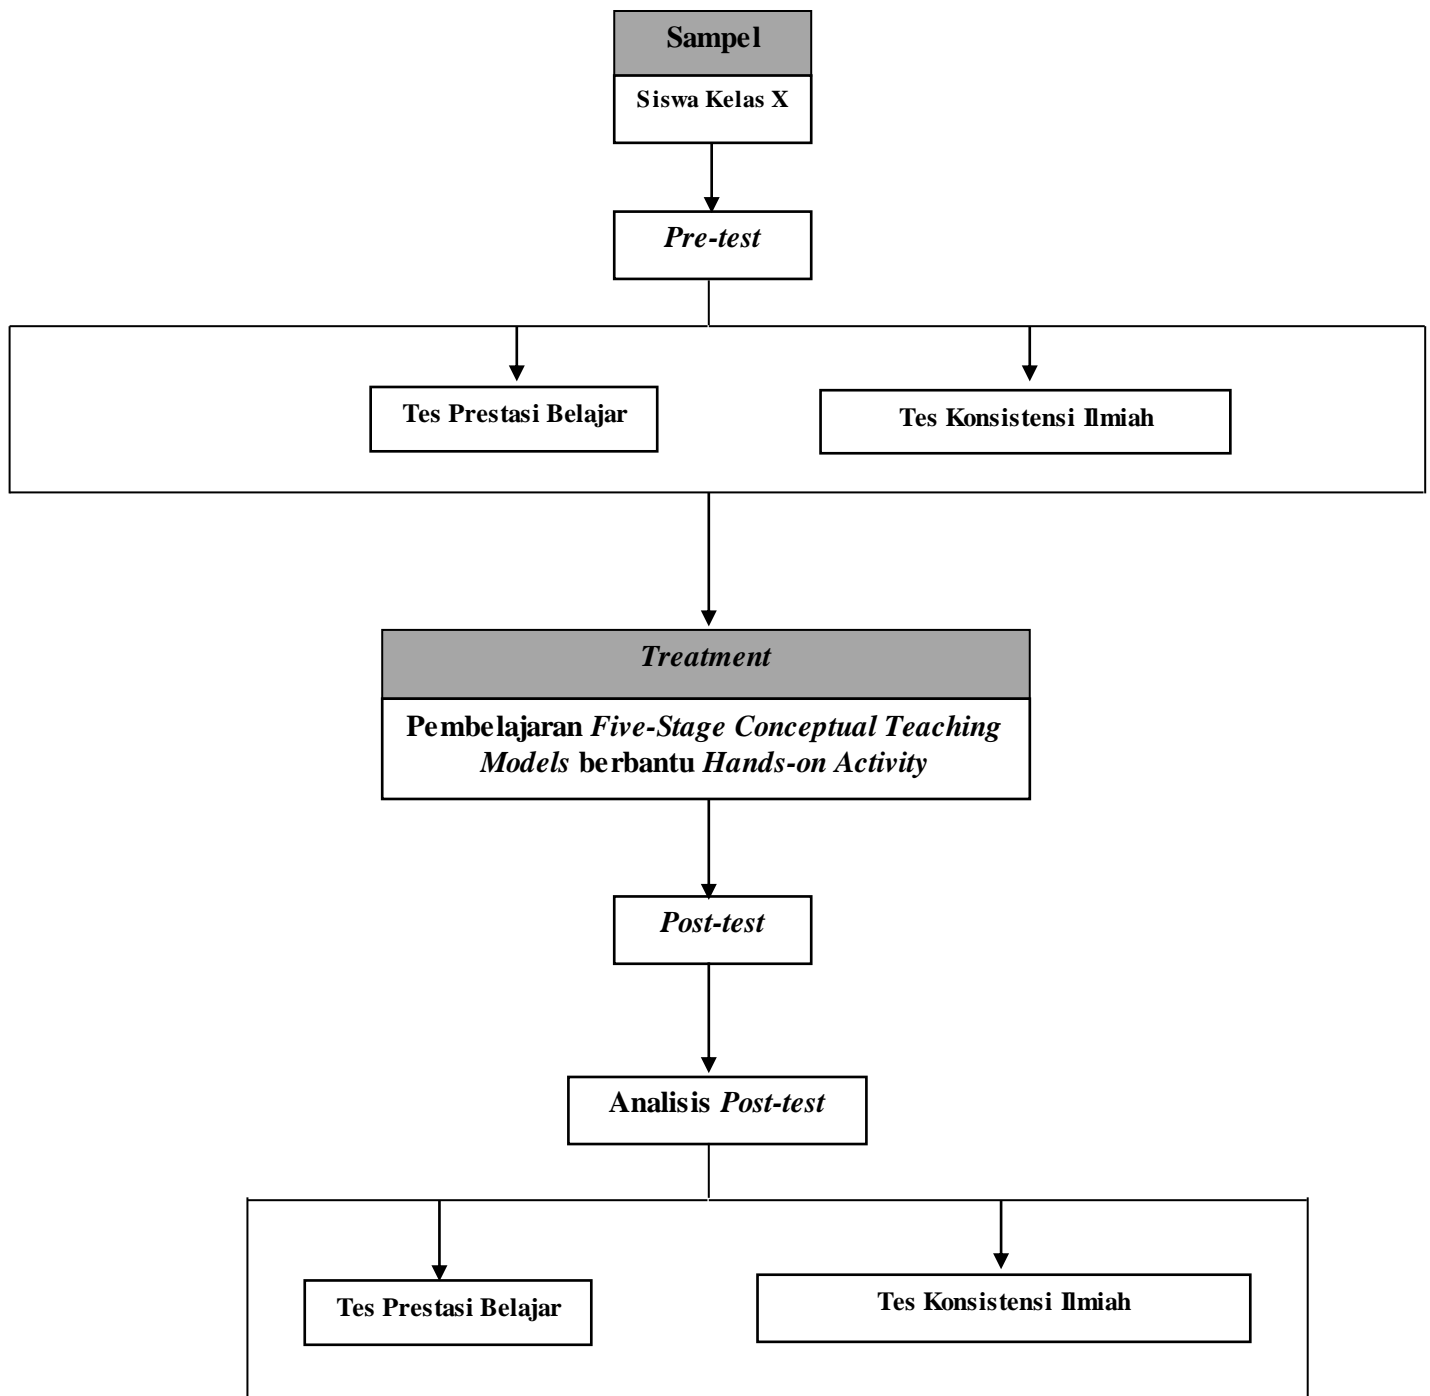 Sampel
Siswa Kelas X
Pre-test
Tes Prestasi Belajar
Tes Konsistensi Ilmiah
Treatment
Pembelajaran Five-Stage Conceptual Teaching
Models berbantu Hands-on Activity
Post-test
Analisis Post-test
Tes Prestasi Belajar
Tes Konsistensi Ilmiah